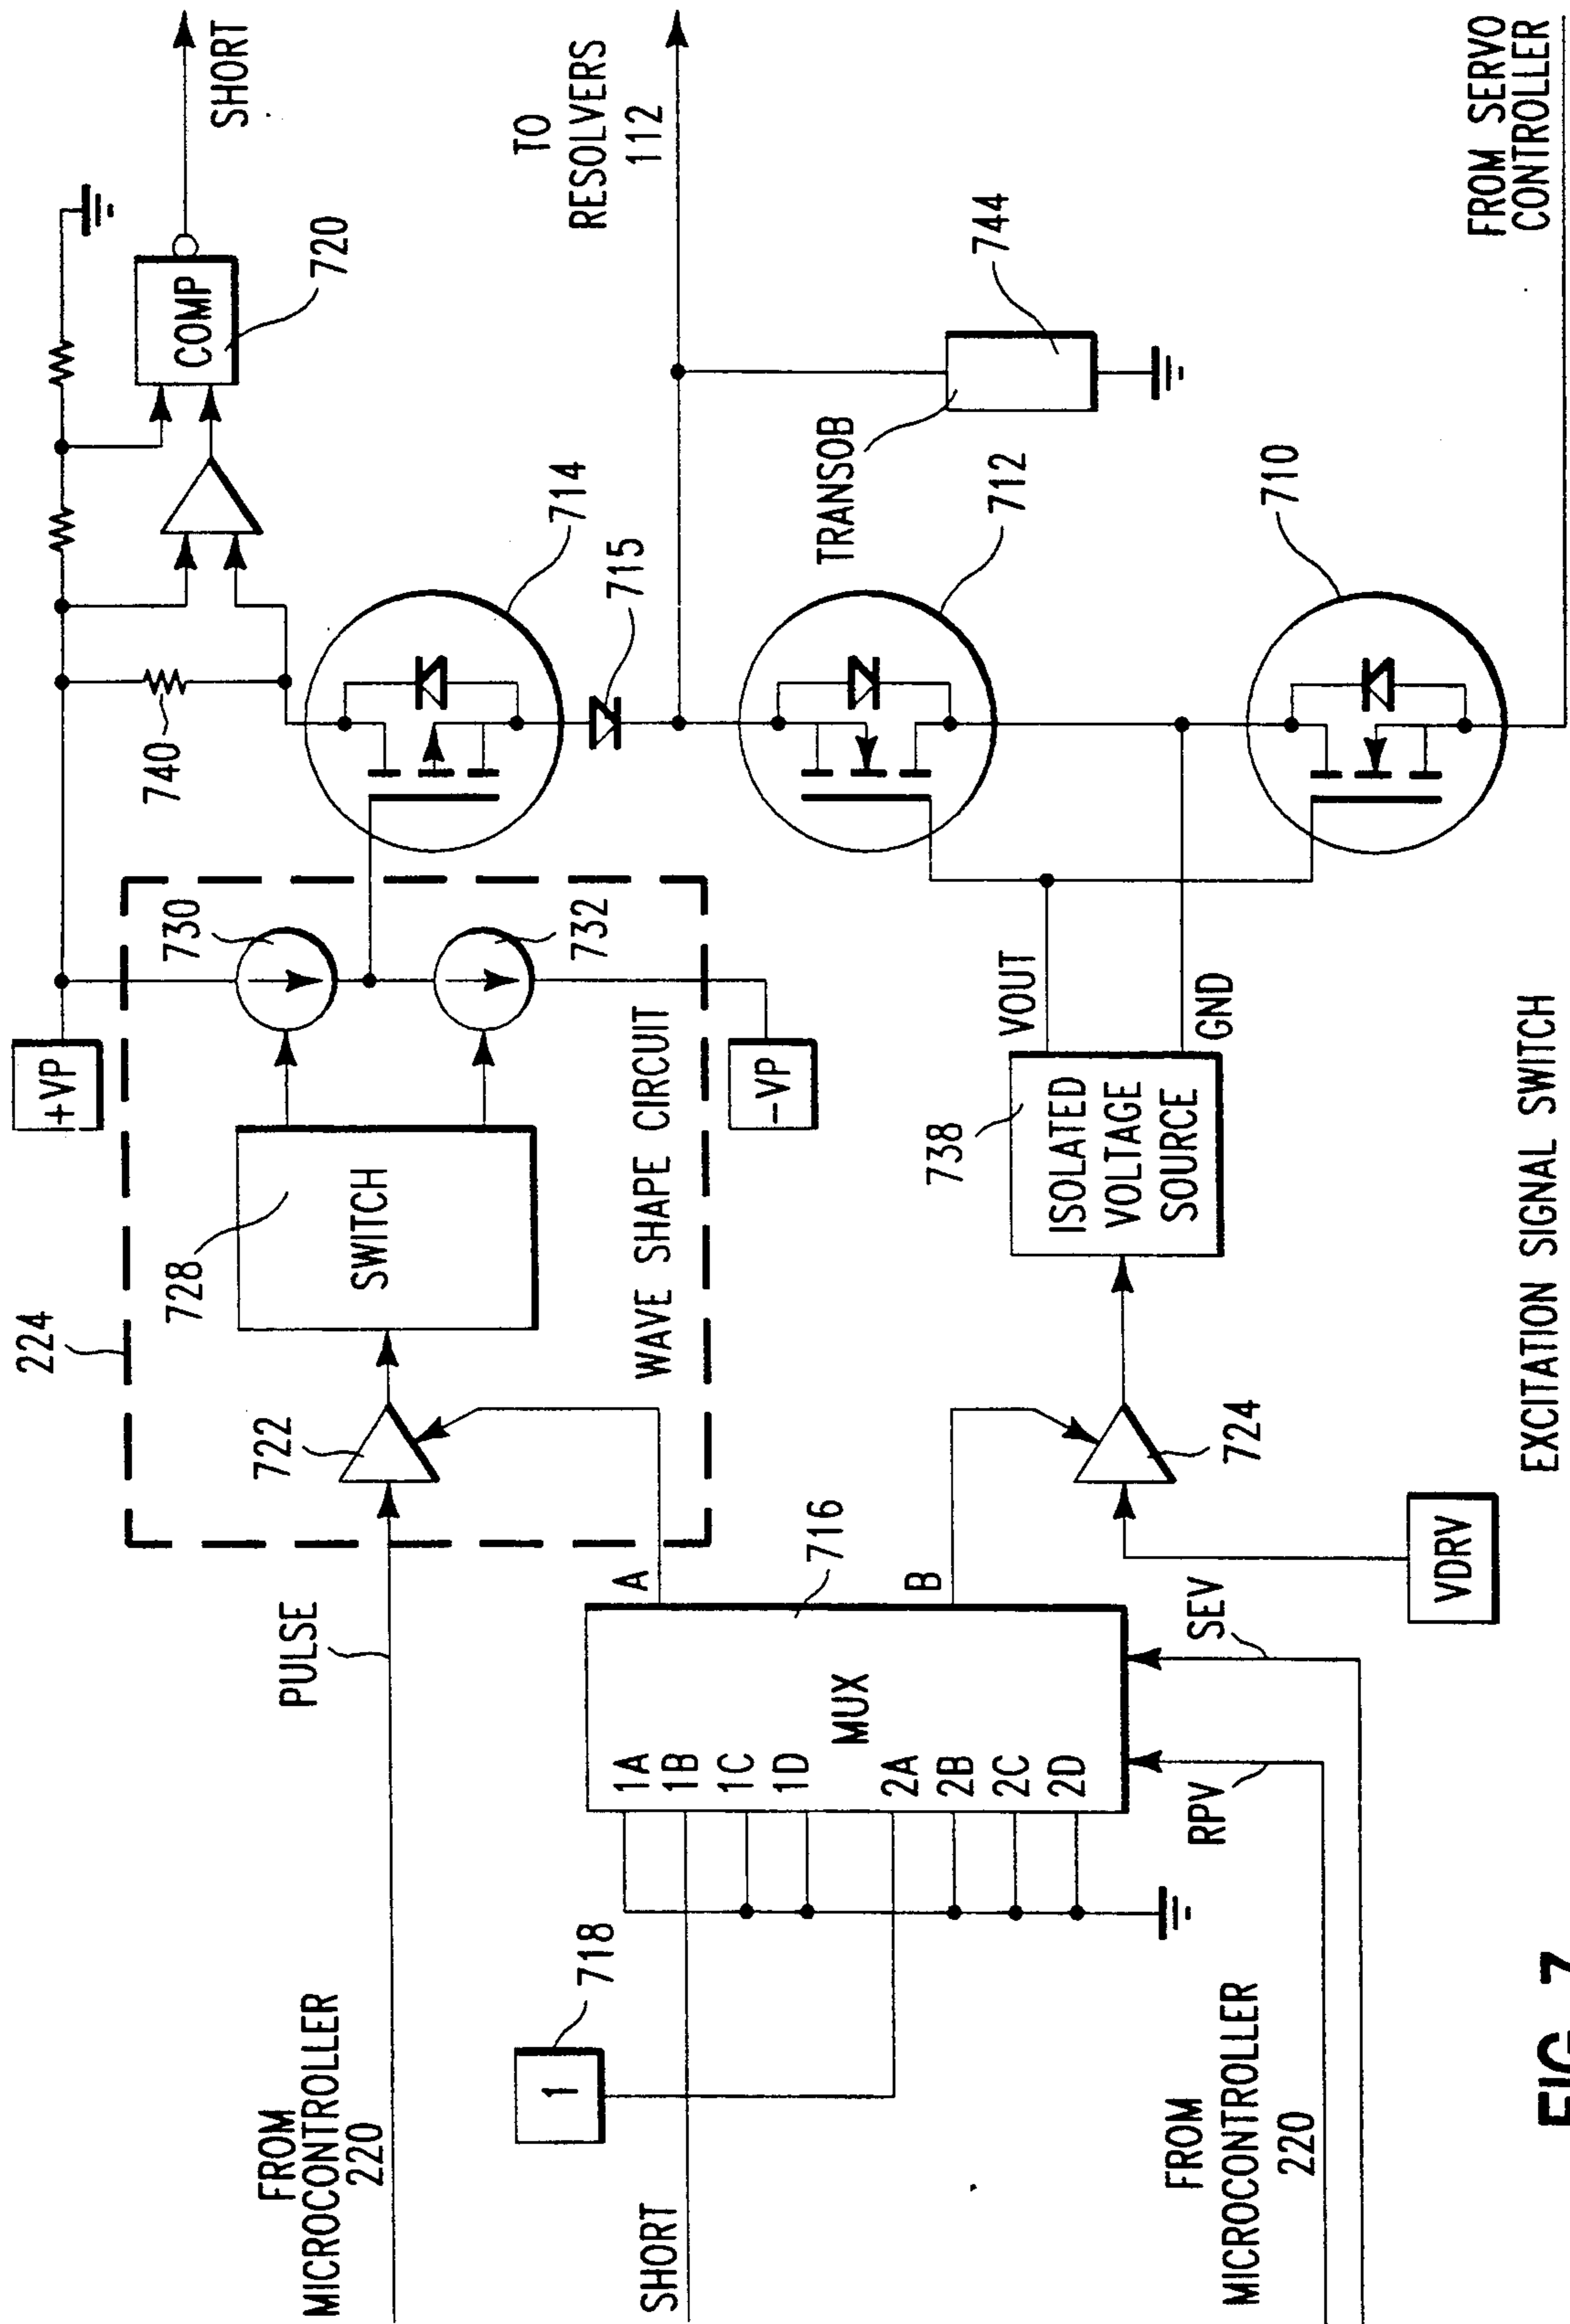 +VP
224
728
SWITCH
730
732
722
WAVE SHAPE CIRCUIT
-VP
740
714
715
COMP
720
SHORT
TO
RESOLVERS
112
TRANSOB
744
712
710
FROM SERVO
CONTROLLER
PULSE
FROM
MICROCONTROLLER
220
SHORT
1
718
1A
1B
1C
1D
MUX
2A
2B
2C
2D
A
B
716
RPV
SEV
FROM
MICROCONTROLLER
220
724
VDRV
738
ISOLATED
VOLTAGE
SOURCE
VOUT
GND
EXCITATION SIGNAL SWITCH
FIG. 7